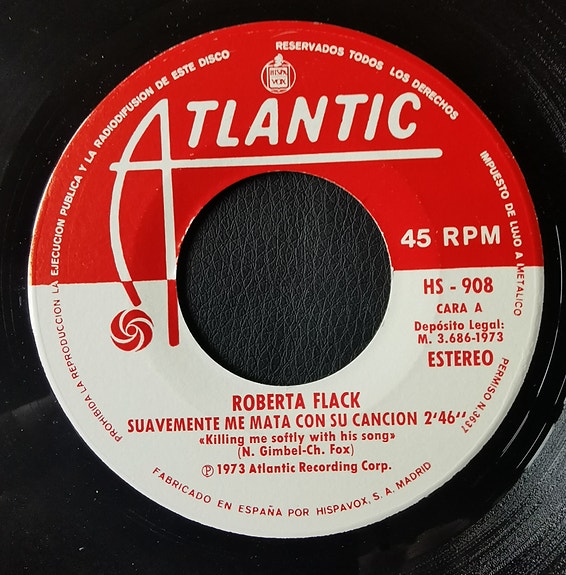 RESERVADOS TODOS LOS DERECHOS
IMPUESTO DE LUJO A METALICO
PERMISO N.3637
PROHIBIDA LA REPRODUCCION LA EJECUCION PUBLICA Y LA RADIODIFUSION DE ESTE DISCO
HISPA
VOX
ATLANTIC
45 RPM
HS - 908
CARA A
Depósito Legal:
M. 3.686-1973
ESTEREO
ROBERTA FLACK
SUAVEMENTE ME MATA CON SU CANCION 2'46"
«Killing me softly with his song»
(N. Gimbel-Ch. Fox)
Ⓟ 1973 Atlantic Recording Corp.
FABRICADO EN ESPAÑA POR HISPAVOX, S. A. MADRID